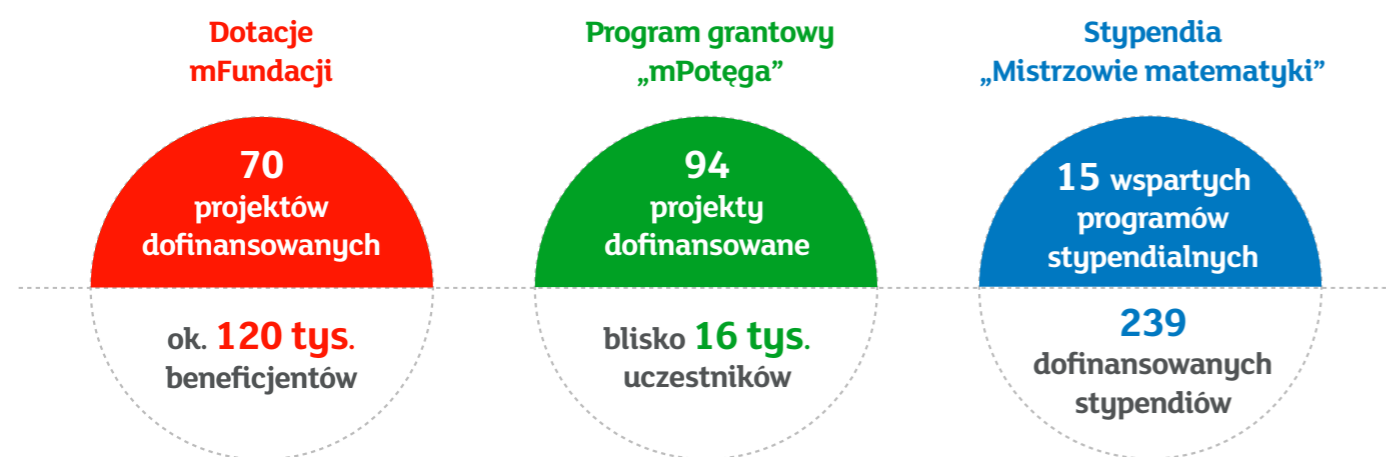 Dotacje
mFundacji
70
projektów
dofinansowanych
ok. 120 tys.
beneficjentów
Program grantowy
„mPotęga”
94
projekty
dofinansowane
blisko 16 tys.
uczestników
Stypendia
„Mistrzowie matematyki”
15 wspartych
programów
stypendialnych
239
dofinansowanych
stypendiów